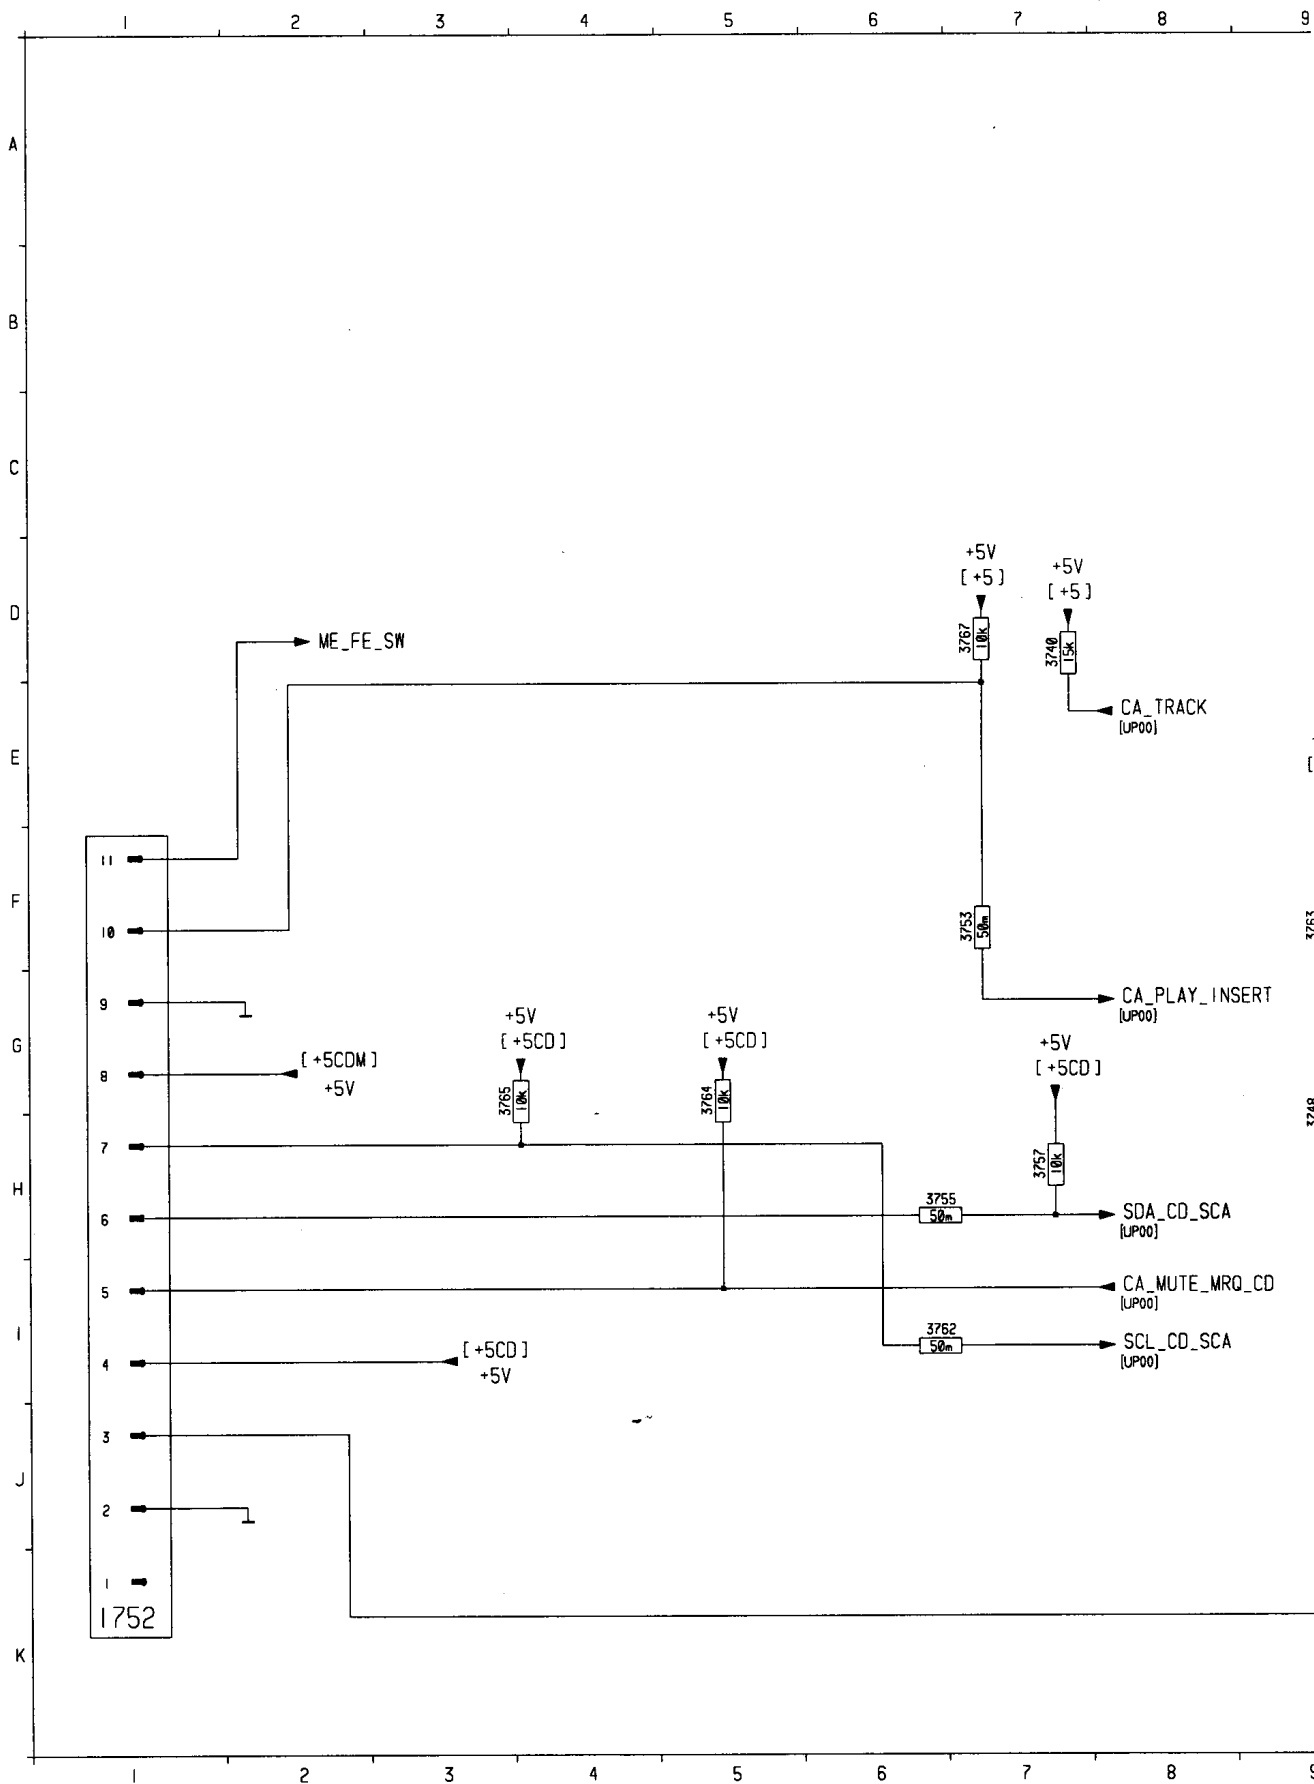 1 2 3 4 5 6 7 8 9
A
B
C
+5V
[ +5 ]
+5V
[ +5 ]
D
3767
10k
3740
15k
ME_FE_SW
CA_TRACK
[UP00]
E
[
11
F
10
3753
50m
3763
9
CA_PLAY_INSERT
[UP00]
+5V
[ +5CD ]
+5V
[ +5CD ]
G
+5V
[ +5CD ]
8
[ +5CDM ]
+5V
3765
10k
3764
10k
3748
7
3757
10k
H
6
3755
50m
SDA_CD_SCA
[UP00]
5
CA_MUTE_MRQ_CD
[UP00]
I
3762
50m
SCL_CD_SCA
[UP00]
4
[ +5CD ]
+5V
3
J
2
1
1752
K
1 2 3 4 5 6 7 8 9